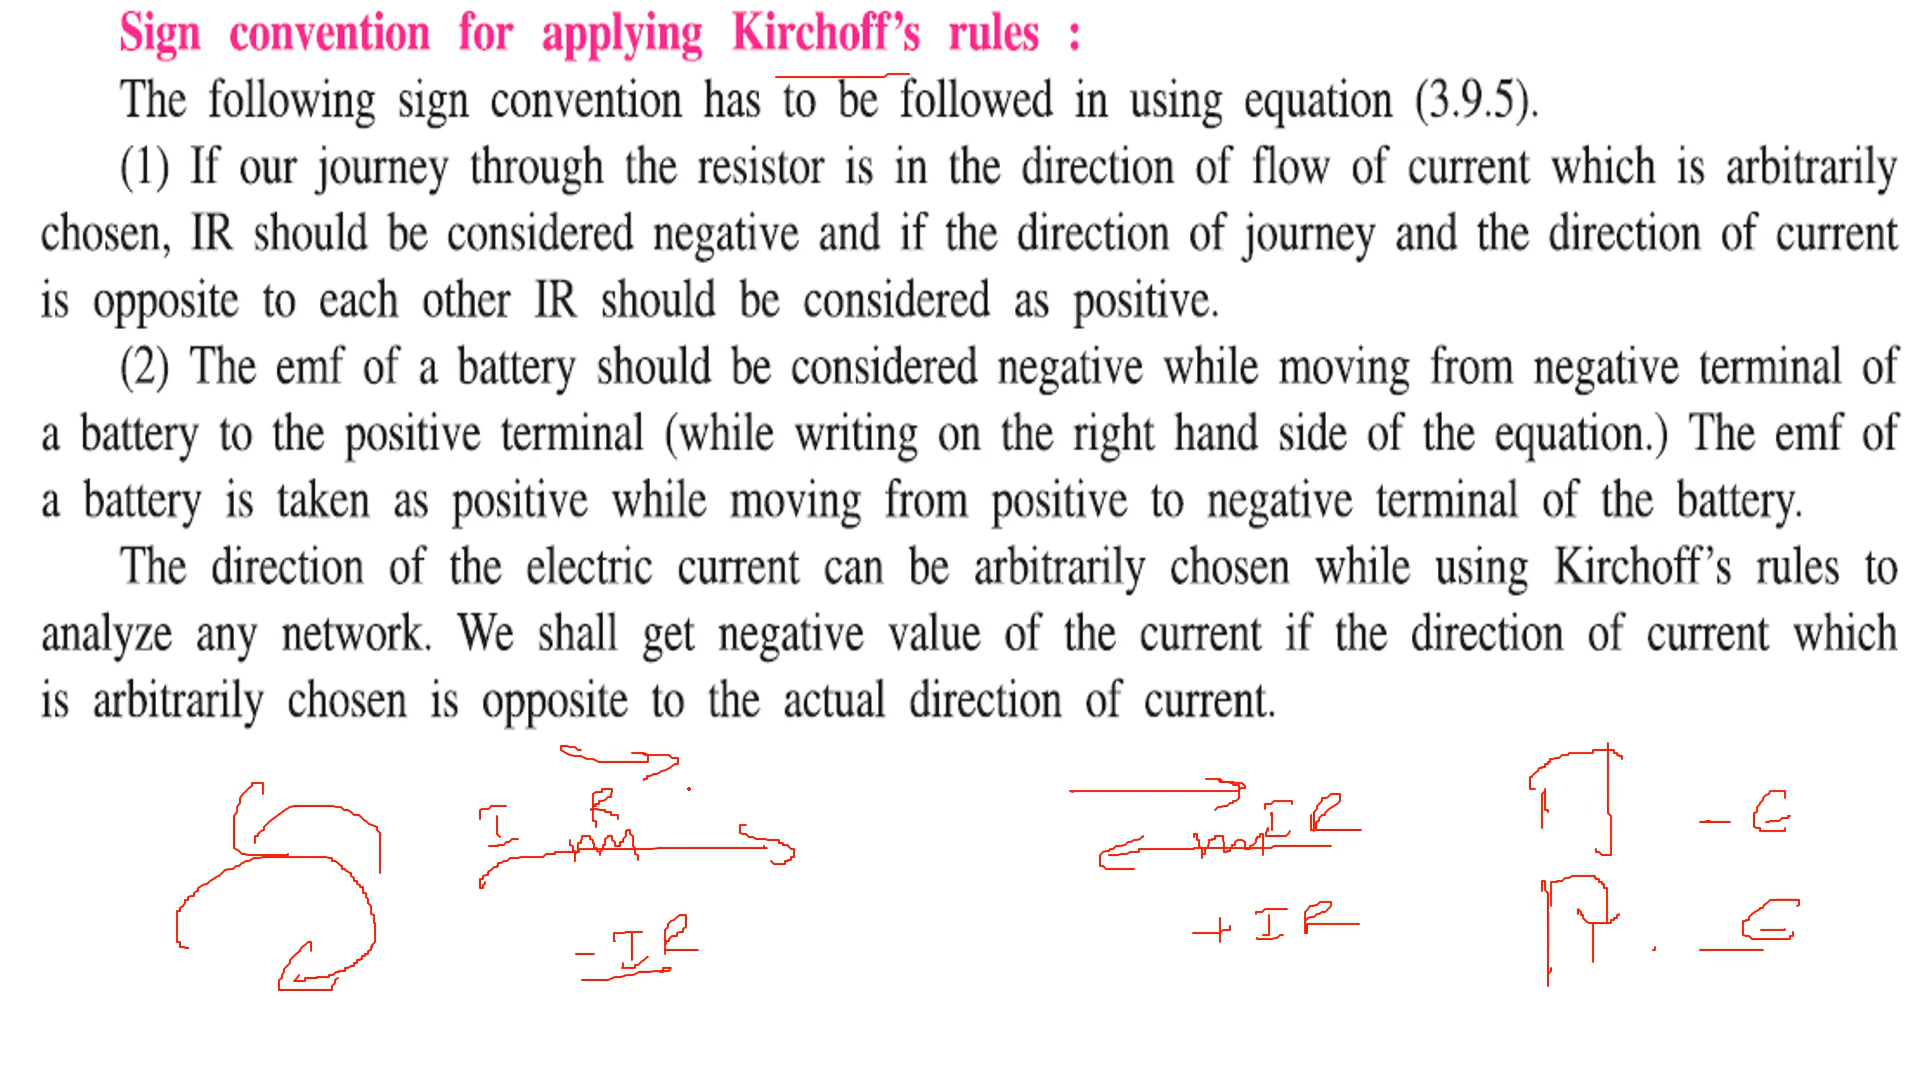 Sign convention for applying Kirchoff's rules :
The following sign convention has to be followed in using equation (3.9.5).
(1) If our journey through the resistor is in the direction of flow of current which is arbitrarily
chosen, IR should be considered negative and if the direction of journey and the direction of current
is opposite to each other IR should be considered as positive.
(2) The emf of a battery should be considered negative while moving from negative terminal of
a battery to the positive terminal (while writing on the right hand side of the equation.) The emf of
a battery is taken as positive while moving from positive to negative terminal of the battery.
The direction of the electric current can be arbitrarily chosen while using Kirchoff's rules to
analyze any network. We shall get negative value of the current if the direction of current which
is arbitrarily chosen is opposite to the actual direction of current.
I R IR - E
- IR + IR E